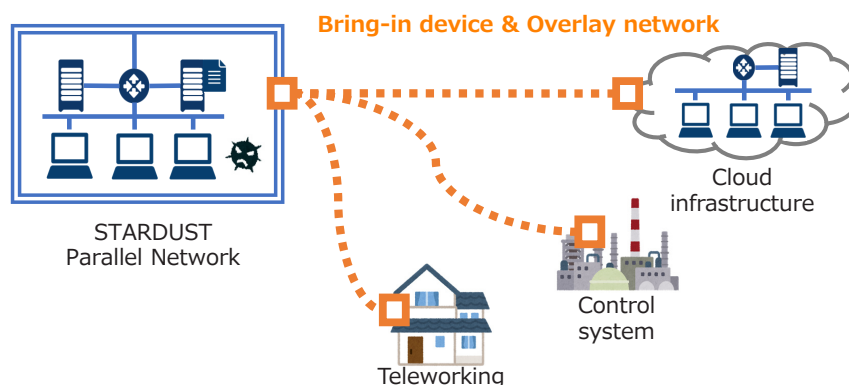 Bring-in device & Overlay network
STARDUST
Parallel Network
Cloud
infrastructure
Control
system
Teleworking